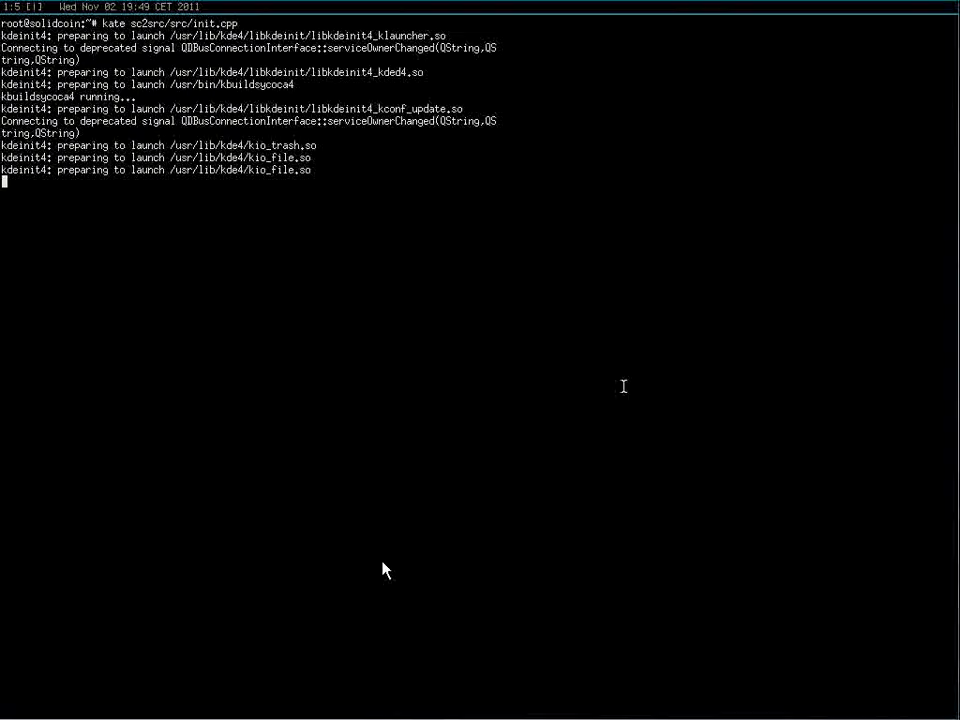 1:5 [|] Wed Nov 02 19:49 CET 2011
root@solidcoin:~# kate sc2src/src/init.cpp
kdeinit4: preparing to launch /usr/lib/kde4/libkdeinit/libkdeinit4_klauncher.so
Connecting to deprecated signal QDBusConnectionInterface::serviceOwnerChanged(QString,QS
tring,QString)
kdeinit4: preparing to launch /usr/lib/kde4/libkdeinit/libkdeinit4_kded4.so
kdeinit4: preparing to launch /usr/bin/kbuildsycoca4
kbuildsycoca4 running...
kdeinit4: preparing to launch /usr/lib/kde4/libkdeinit/libkdeinit4_kconf_update.so
Connecting to deprecated signal QDBusConnectionInterface::serviceOwnerChanged(QString,QS
tring,QString)
kdeinit4: preparing to launch /usr/lib/kde4/kio_trash.so
kdeinit4: preparing to launch /usr/lib/kde4/kio_file.so
kdeinit4: preparing to launch /usr/lib/kde4/kio_file.so